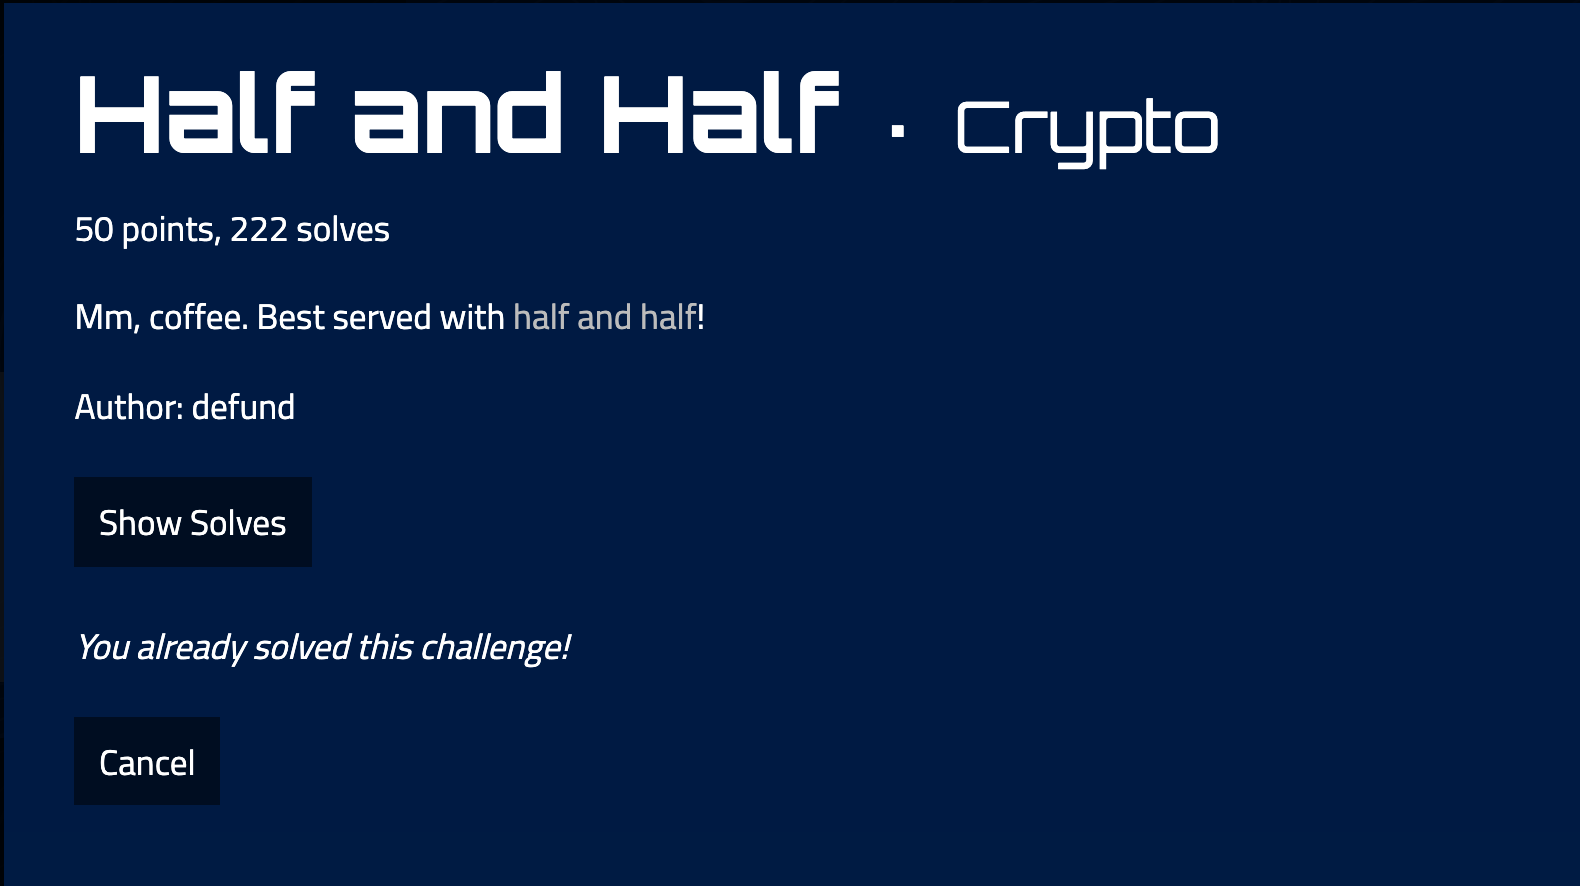 Half and Half · Crypto
50 points, 222 solves
Mm, coffee. Best served with half and half!
Author: defund
Show Solves
You already solved this challenge!
Cancel